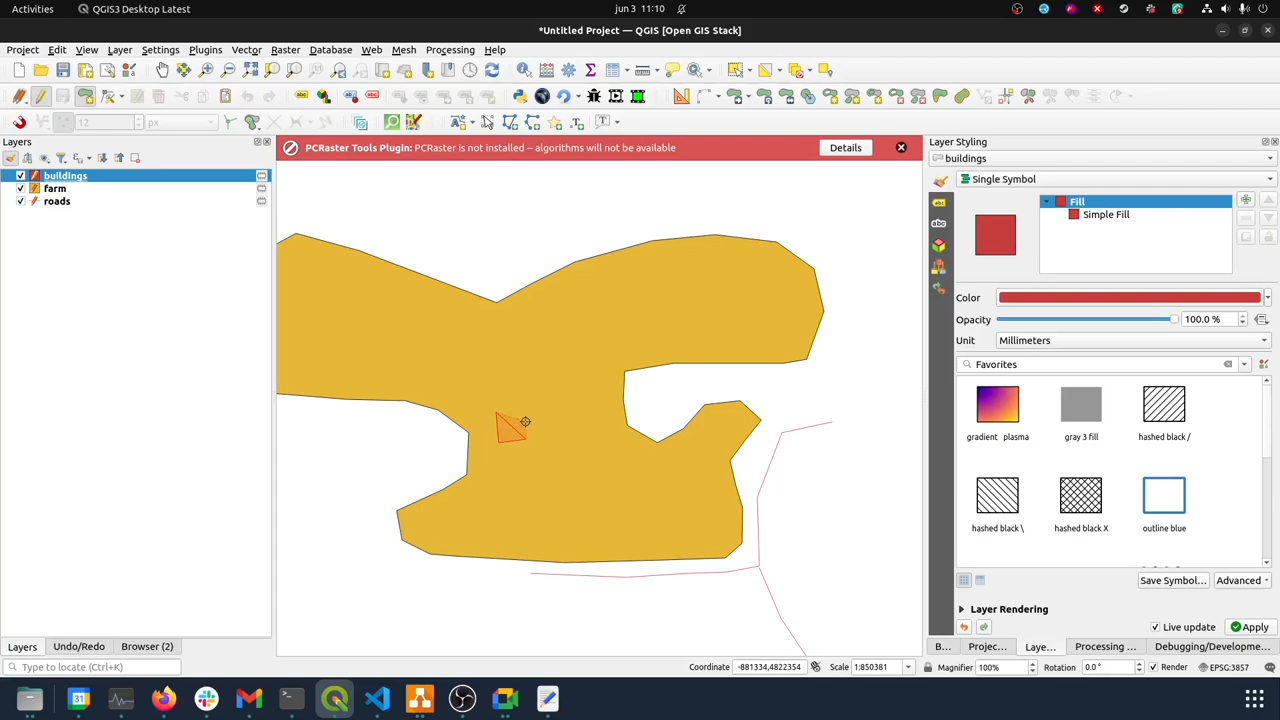 Activities
QGIS3 Desktop Latest
jun 3 11:10
*Untitled Project — QGIS [Open GIS Stack]
Project Edit View Layer Settings Plugins Vector Raster Database Web Mesh Processing Help
12
px
Layers
buildings
farm
roads
PCRaster Tools Plugin: PCRaster is not installed – algorithms will not be available
Details
Layer Styling
buildings
Single Symbol
Fill
Simple Fill
Color
Opacity
100.0 %
Unit
Millimeters
Favorites
gradient plasma
gray 3 fill
hashed black /
hashed black \
hashed black X
outline blue
Save Symbol...
Advanced
Layer Rendering
Live update
Apply
Layers
Undo/Redo
Browser (2)
B...
Projec...
Laye...
Processing ...
Debugging/Developme...
Type to locate (Ctrl+K)
Coordinate
-881334,4822354
Scale
1:850381
Magnifier
100%
Rotation
0.0 °
Render
EPSG:3857